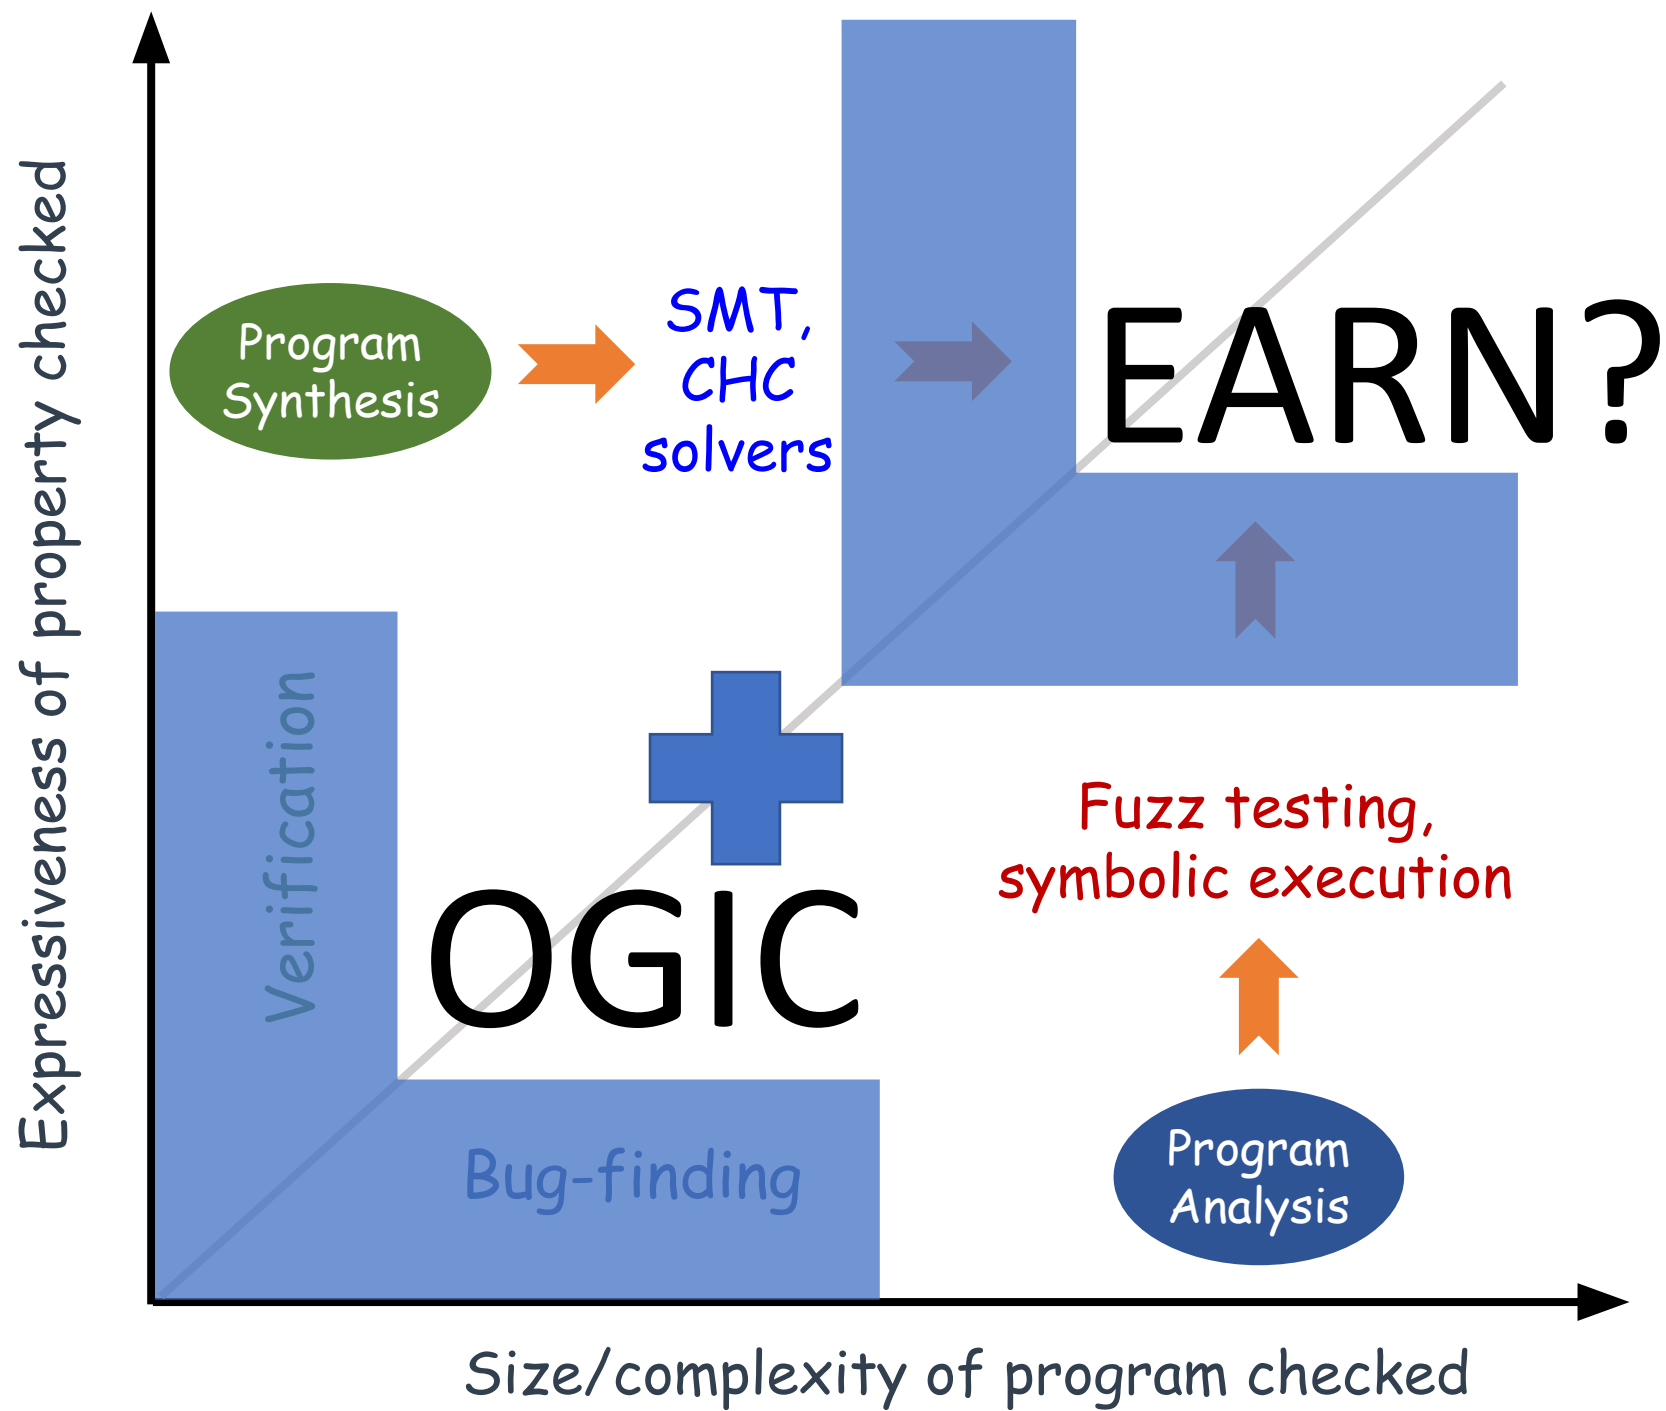 Expressiveness of property checked
Program
Synthesis
SMT,
CHC
solvers
EARN?
Verification
OGIC
Fuzz testing,
symbolic execution
Bug-finding
Program
Analysis
Size/complexity of program checked